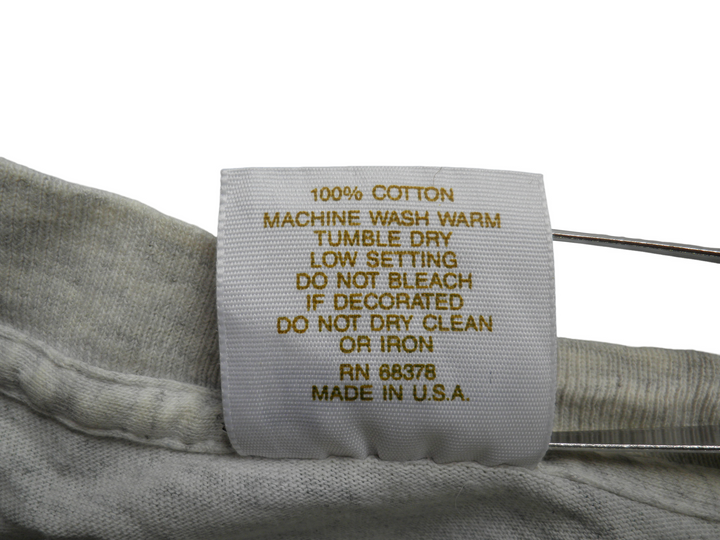 100% COTTON
MACHINE WASH WARM
TUMBLE DRY
LOW SETTING
DO NOT BLEACH
IF DECORATED
DO NOT DRY CLEAN
OR IRON
RN 68378
MADE IN U.S.A.